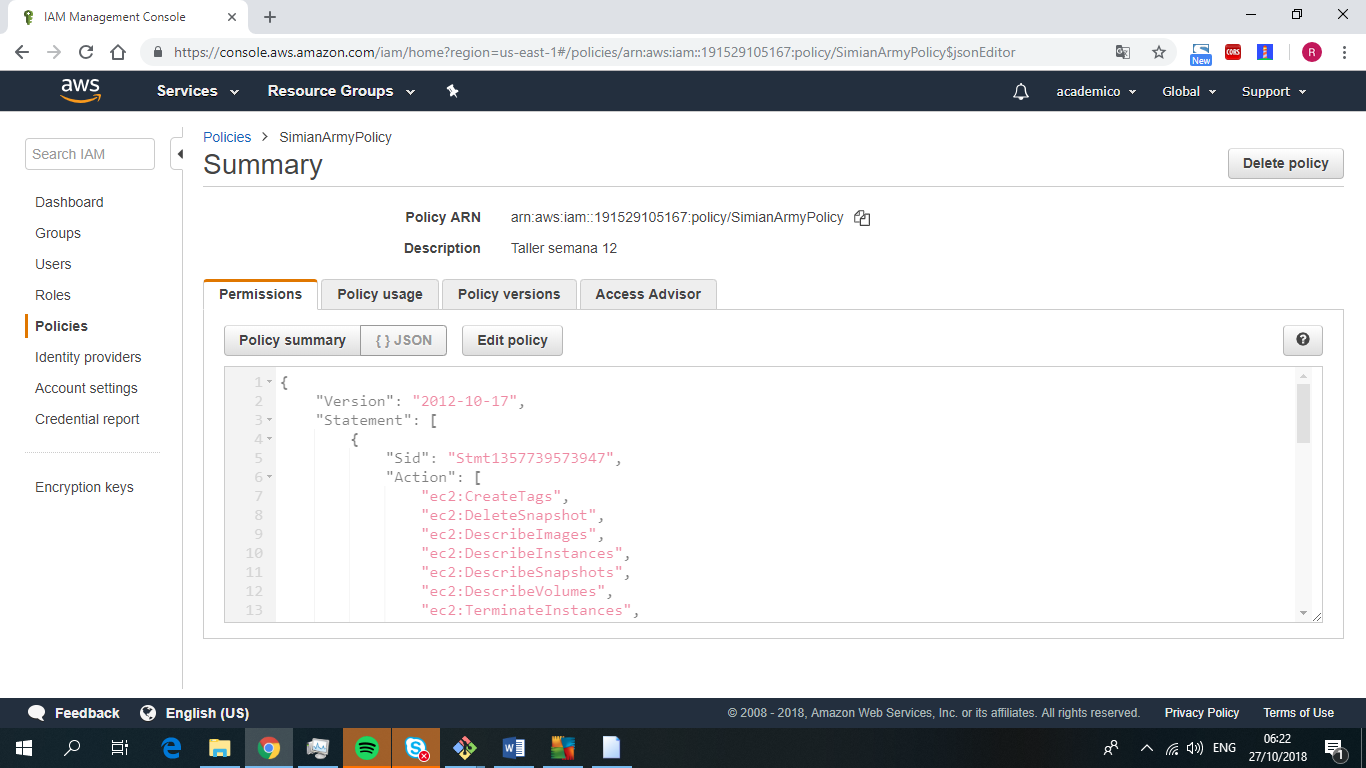 IAM Management Console
https://console.aws.amazon.com/iam/home?region=us-east-1#/policies/arn:aws:iam::191529105167:policy/SimianArmyPolicy$jsonEditor
New
CORS
R
aws
Services
Resource Groups
academico
Global
Support
Search IAM
Dashboard
Groups
Users
Roles
Policies
Identity providers
Account settings
Credential report
Encryption keys
Policies > SimianArmyPolicy
Summary
Delete policy
Policy ARN arn:aws:iam::191529105167:policy/SimianArmyPolicy
Description Taller semana 12
Permissions
Policy usage
Policy versions
Access Advisor
Policy summary
{ } JSON
Edit policy
?
1 {
2 "Version": "2012-10-17",
3 "Statement": [
4 {
5 "Sid": "Stmt1357739573947",
6 "Action": [
7 "ec2:CreateTags",
8 "ec2:DeleteSnapshot",
9 "ec2:DescribeImages",
10 "ec2:DescribeInstances",
11 "ec2:DescribeSnapshots",
12 "ec2:DescribeVolumes",
13 "ec2:TerminateInstances",
Feedback
English (US)
© 2008 - 2018, Amazon Web Services, Inc. or its affiliates. All rights reserved.
Privacy Policy
Terms of Use
ENG
06:22
27/10/2018
1